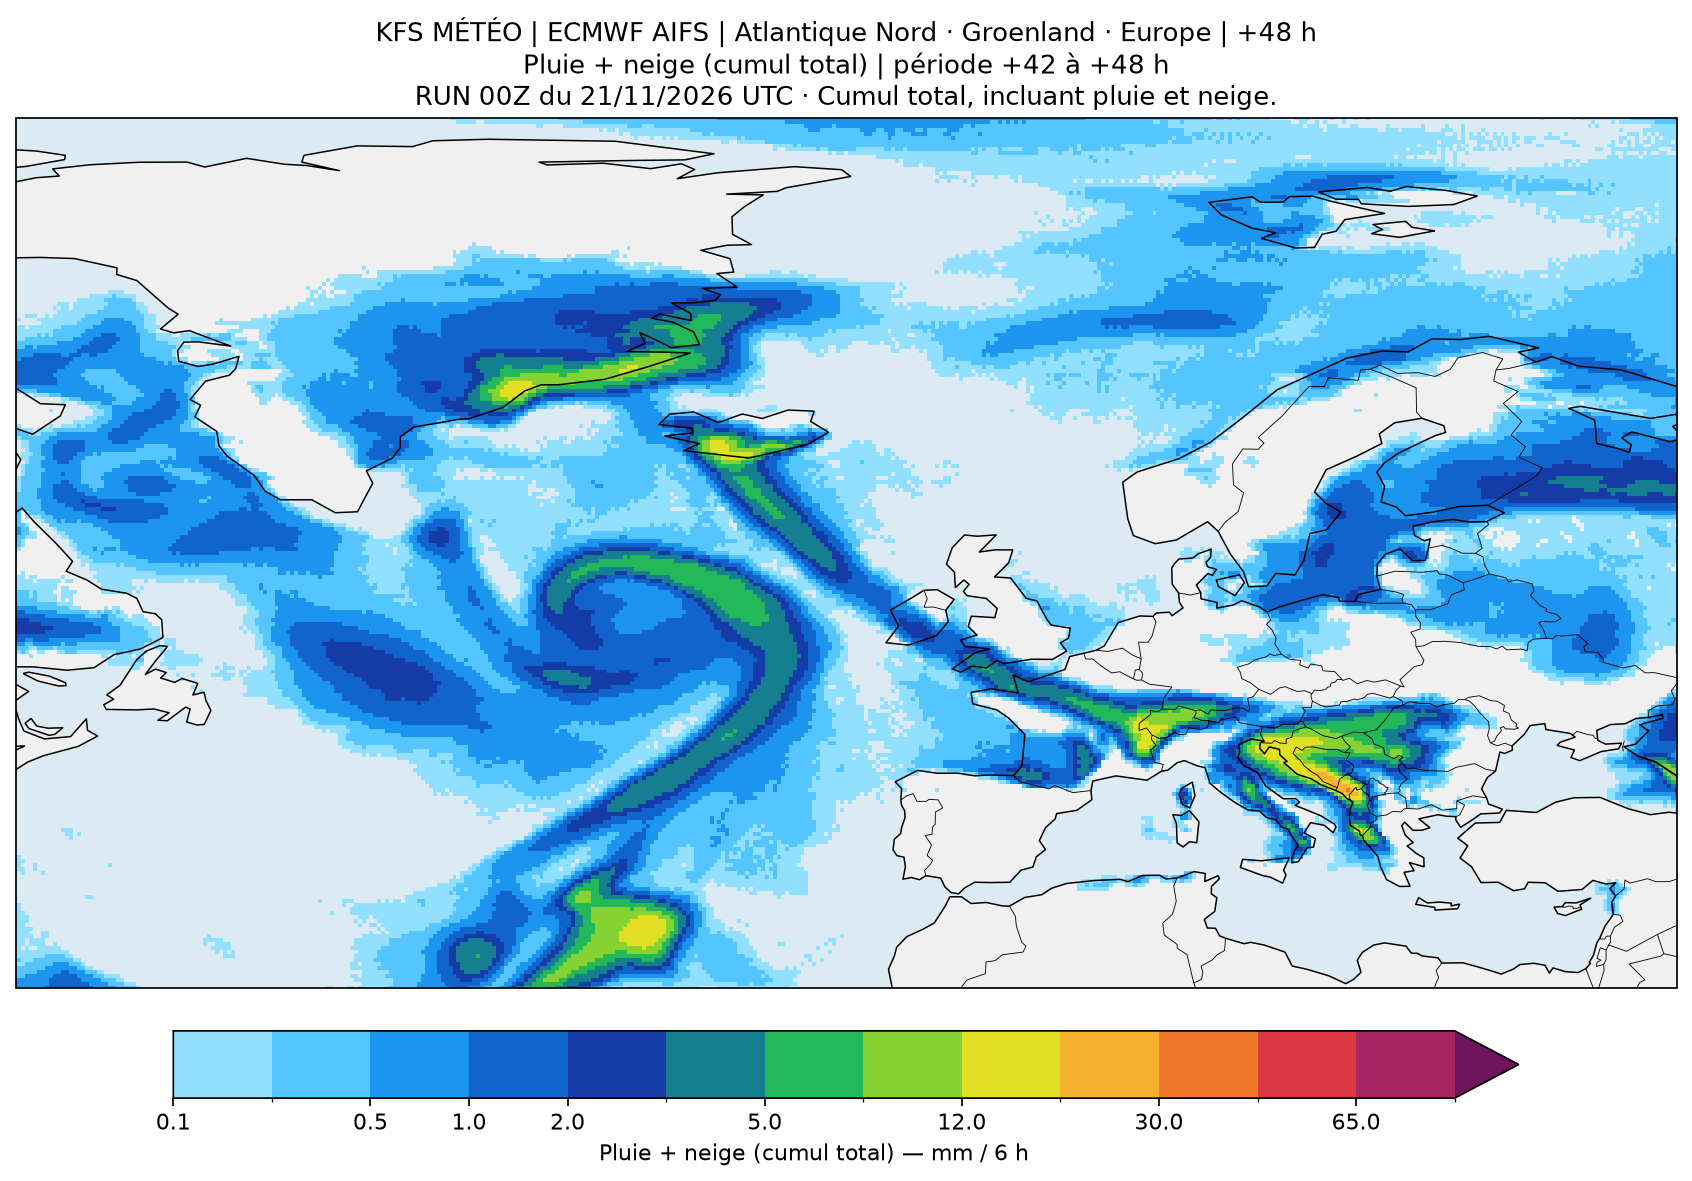 KFS MÉTÉO | ECMWF AIFS | Atlantique Nord · Groenland · Europe | +48 h
Pluie + neige (cumul total) | période +42 à +48 h
RUN 00Z du 21/11/2026 UTC · Cumul total, incluant pluie et neige.
0.1 0.5 1.0 2.0 5.0 12.0 30.0 65.0
Pluie + neige (cumul total) — mm / 6 h